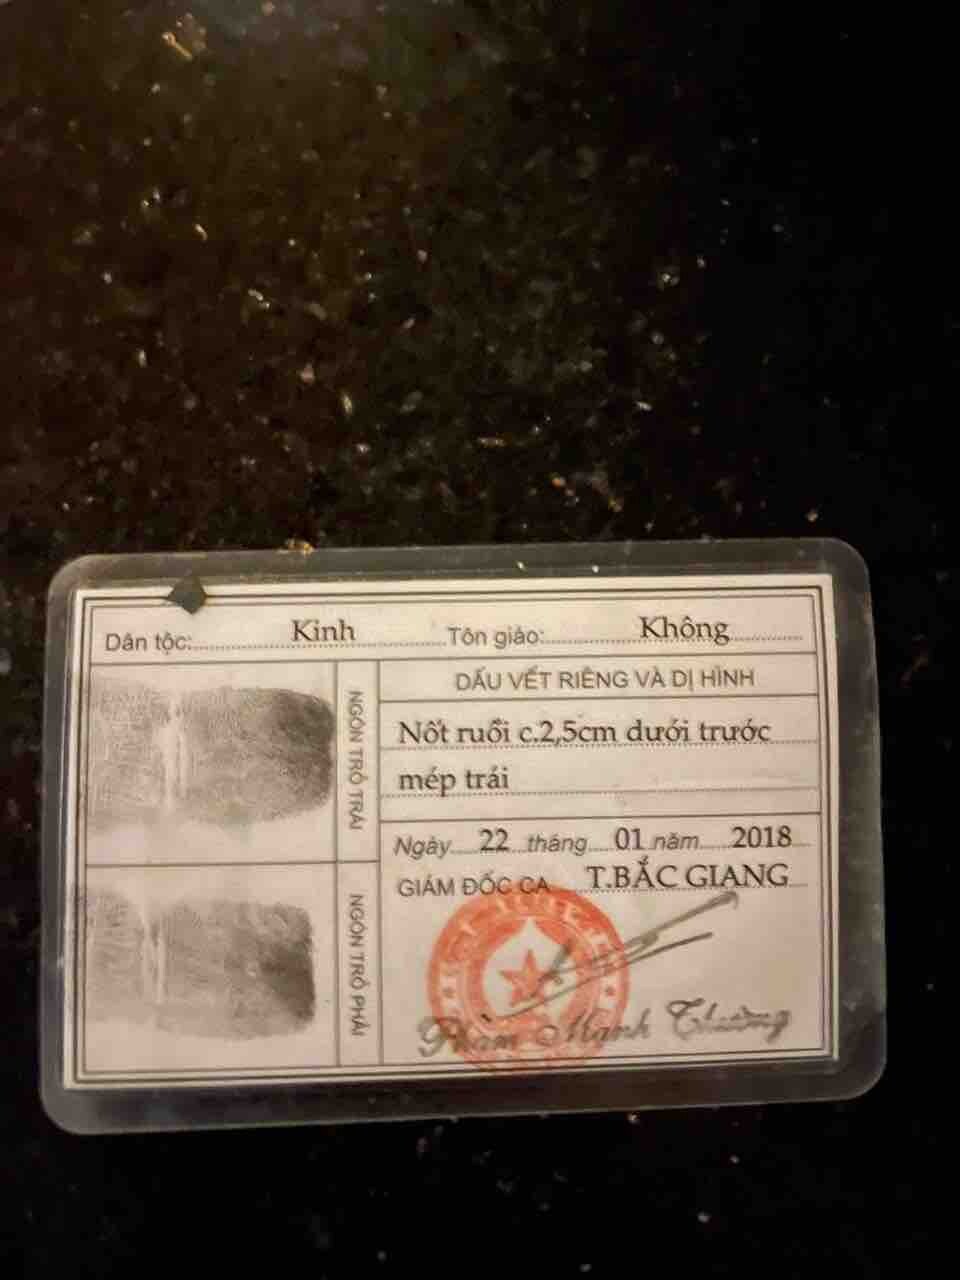 Dân tộc: Kinh Tôn giáo: Không
NGÓN TRỎ TRÁI
NGÓN TRỎ PHẢI
DẤU VẾT RIÊNG VÀ DỊ HÌNH
Nốt ruồi c.2,5cm dưới trước
mép trái
Ngày 22 tháng 01 năm 2018
GIÁM ĐỐC CA T.BẮC GIANG
Phạm Mạnh Thường